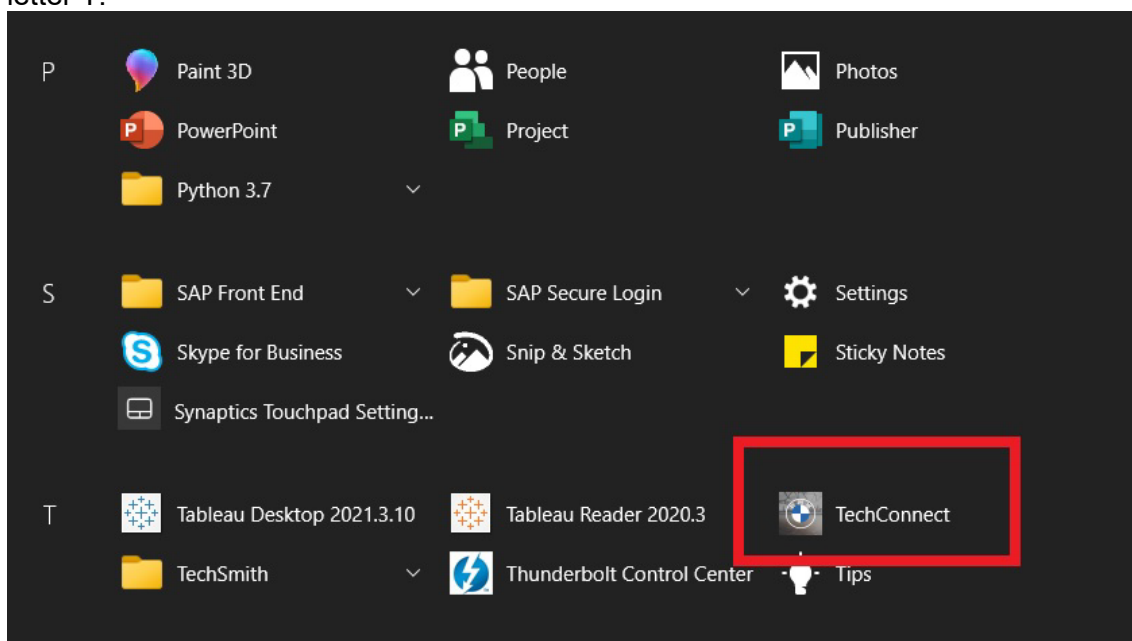 P Paint 3D People Photos
PowerPoint Project Publisher
Python 3.7
S SAP Front End SAP Secure Login Settings
Skype for Business Snip & Sketch Sticky Notes
Synaptics Touchpad Setting...
T Tableau Desktop 2021.3.10 Tableau Reader 2020.3 TechConnect
TechSmith Thunderbolt Control Center Tips